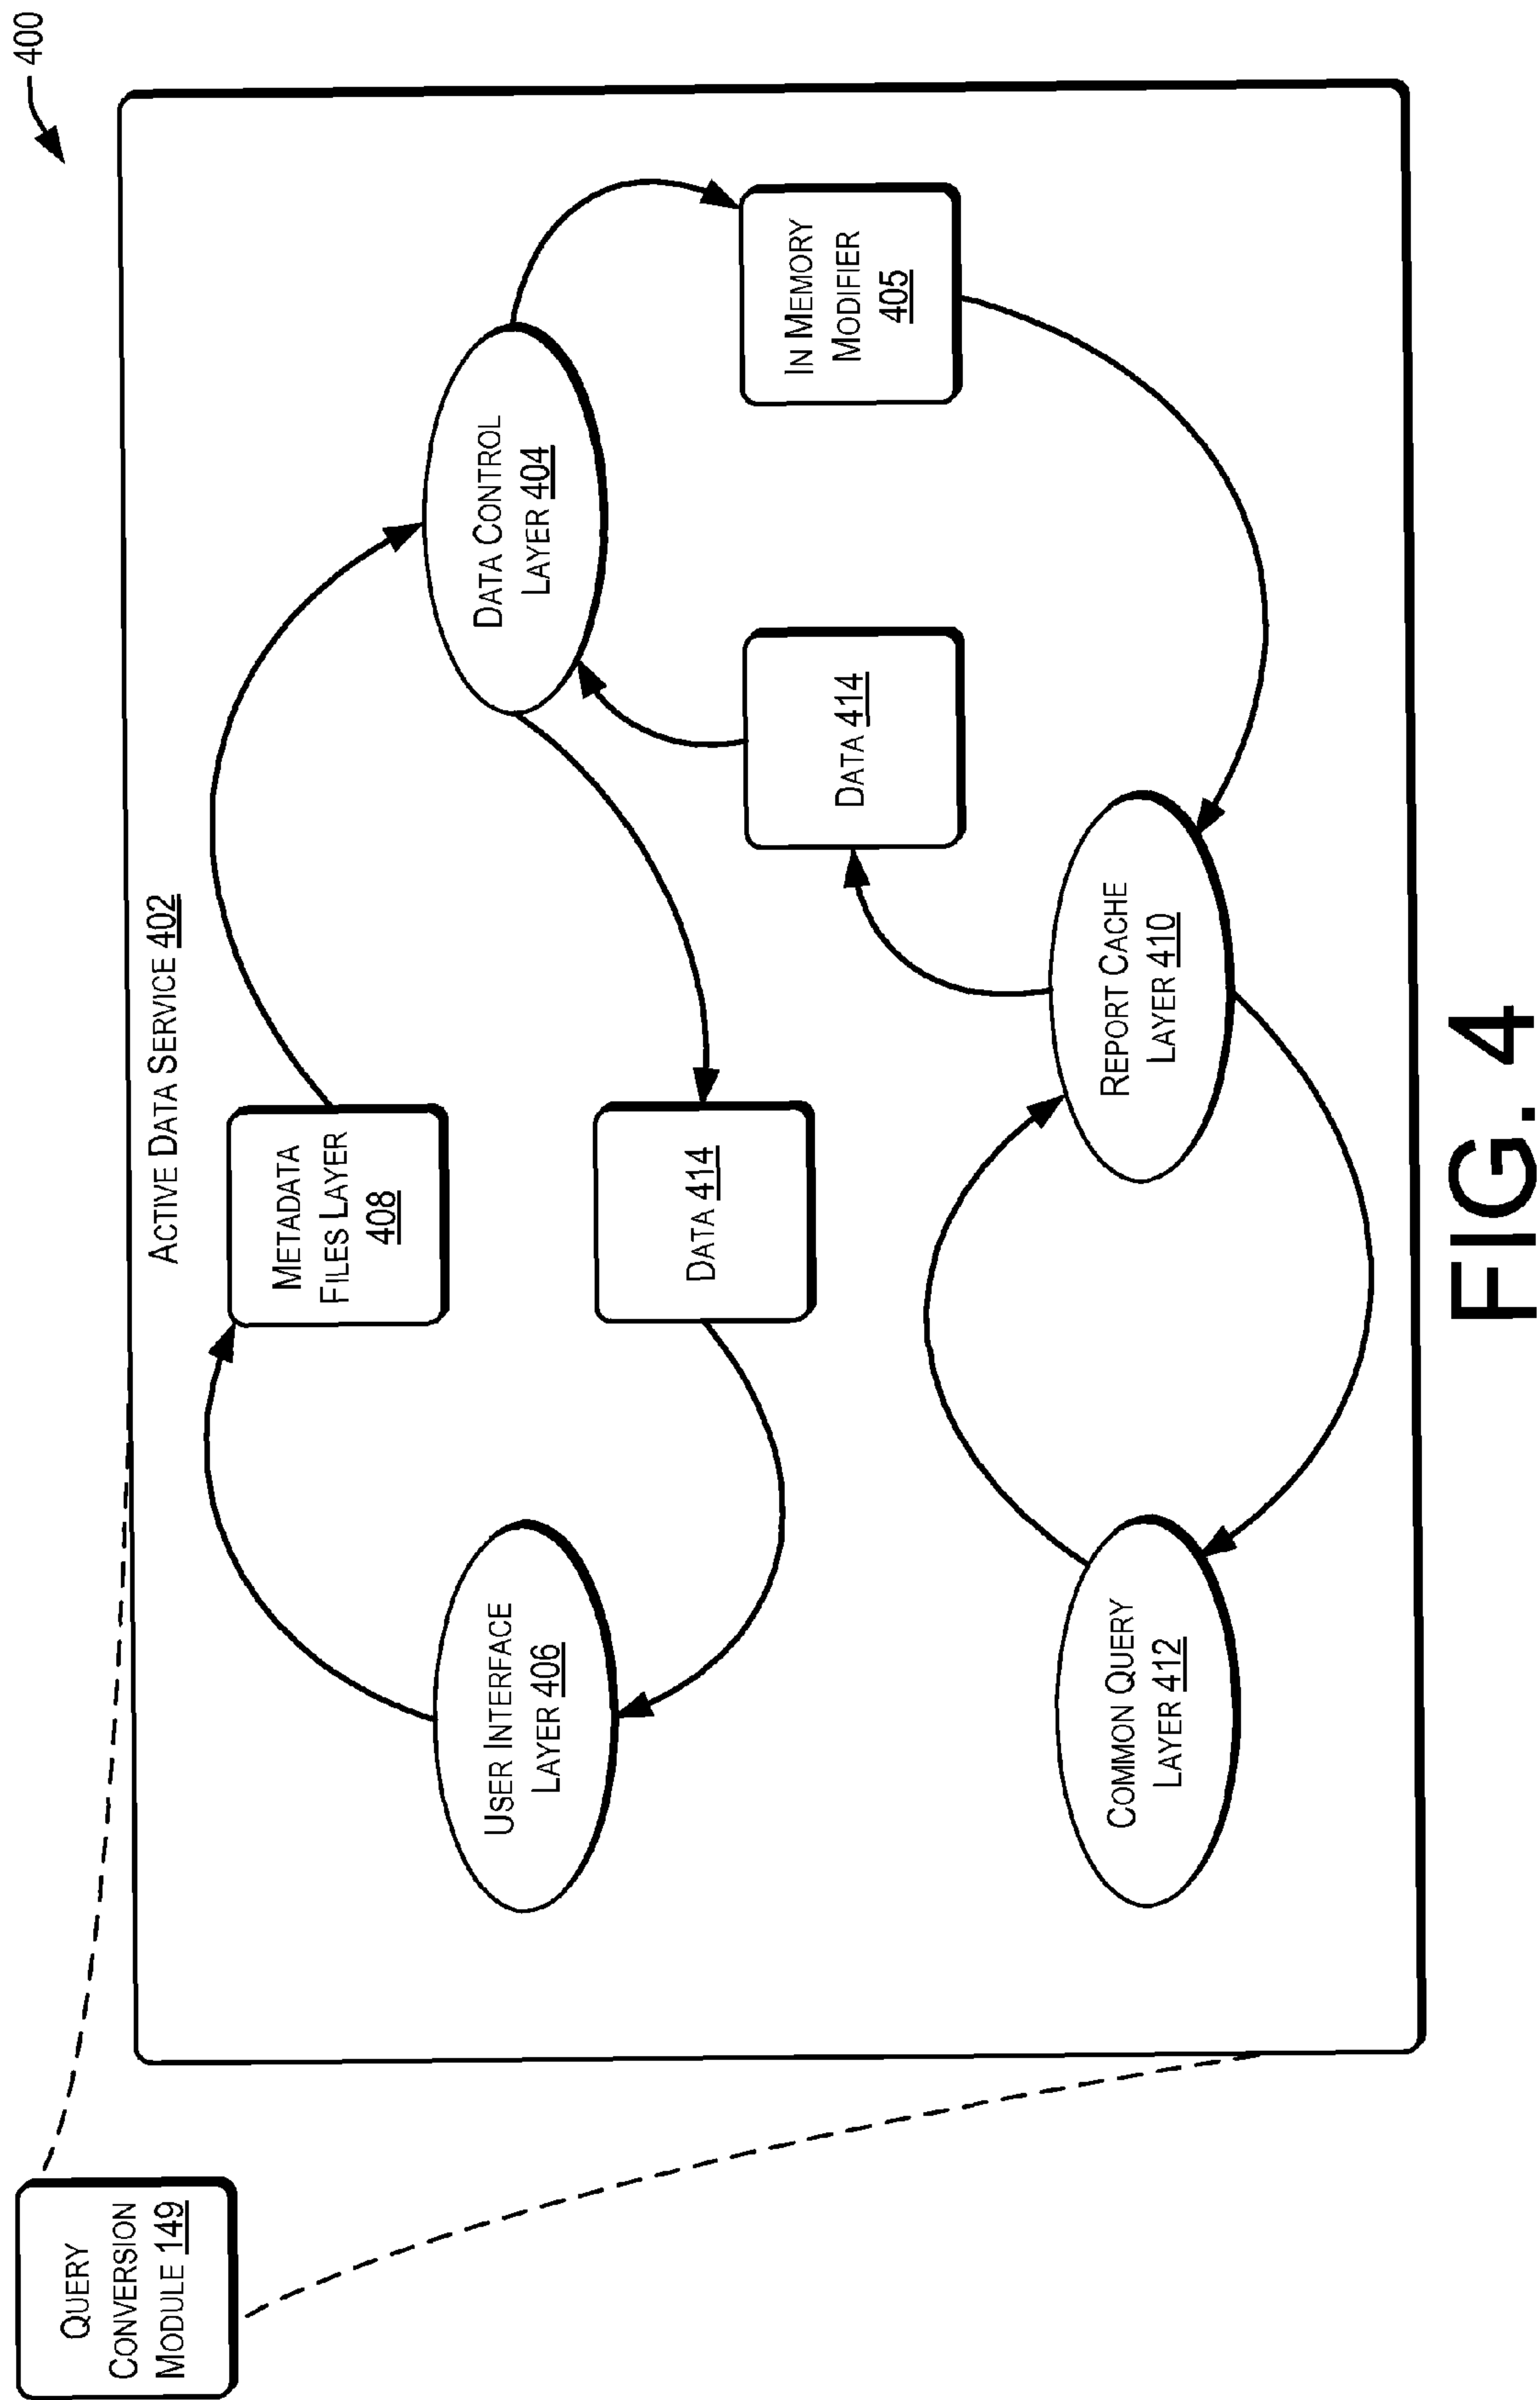 400
QUERY
CONVERSION
MODULE 149
ACTIVE DATA SERVICE 402
METADATA
FILES LAYER
408
USER INTERFACE
LAYER 406
DATA CONTROL
LAYER 404
DATA 414
IN MEMORY
MODIFIER
405
DATA 414
COMMON QUERY
LAYER 412
REPORT CACHE
LAYER 410
FIG. 4